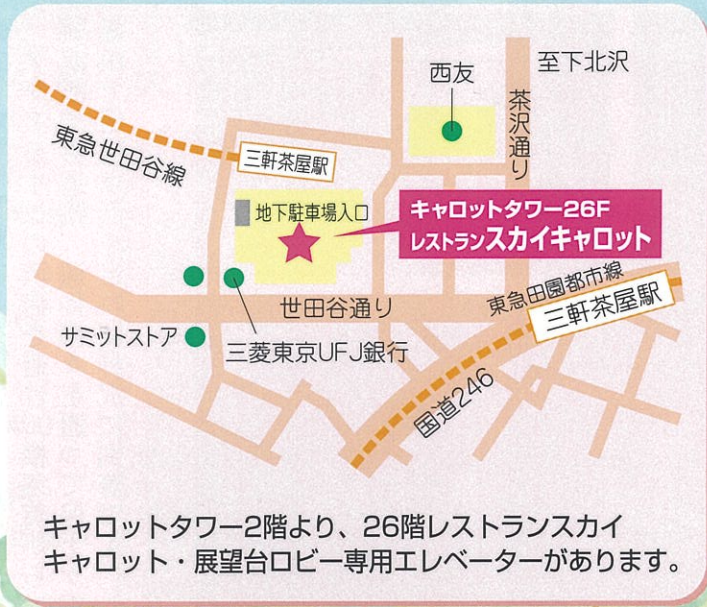 西友
至下北沢
茶沢通り
東急世田谷線
三軒茶屋駅
地下駐車場入口
キャロットタワー26F
レストランスカイキャロット
世田谷通り
東急田園都市線
三軒茶屋駅
サミットストア
三菱東京UFJ銀行
国道246
キャロットタワー2階より、26階レストランスカイ
キャロット・展望台ロビー専用エレベーターがあります。